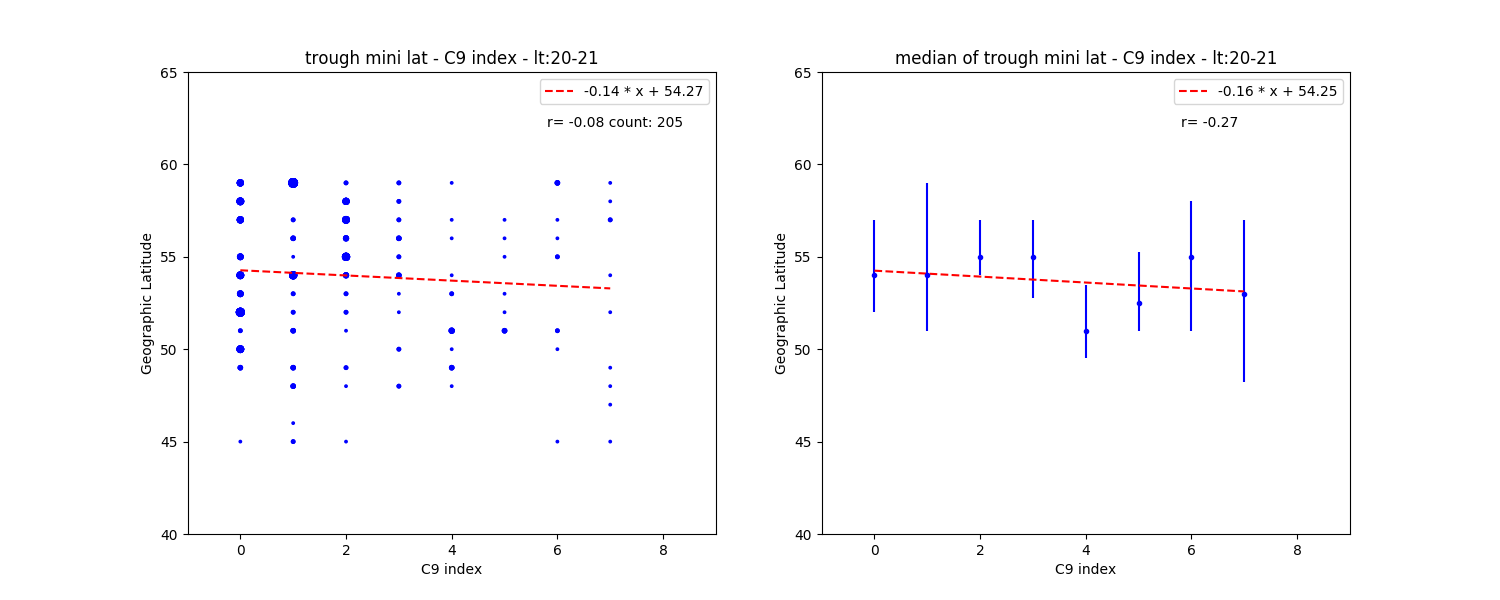 trough mini lat - C9 index - lt:20-21
-0.14 * x + 54.27
r= -0.08 count: 205
65
60
55
50
45
40
Geographic Latitude
0 2 4 6 8
C9 index
median of trough mini lat - C9 index - lt:20-21
-0.16 * x + 54.25
r= -0.27
65
60
55
50
45
40
Geographic Latitude
0 2 4 6 8
C9 index